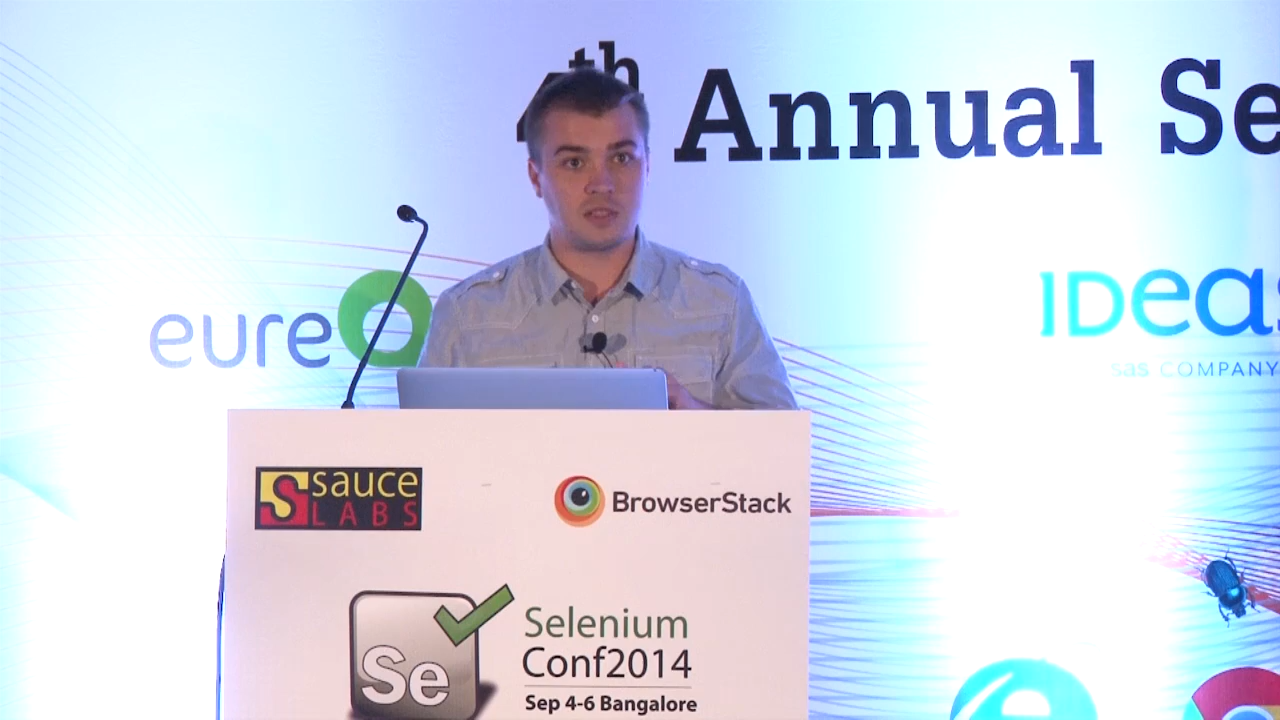 4th Annual Se
eure
IDeas
sas COMPANY
sauce
LABS
BrowserStack
Se
Selenium
Conf2014
Sep 4-6 Bangalore